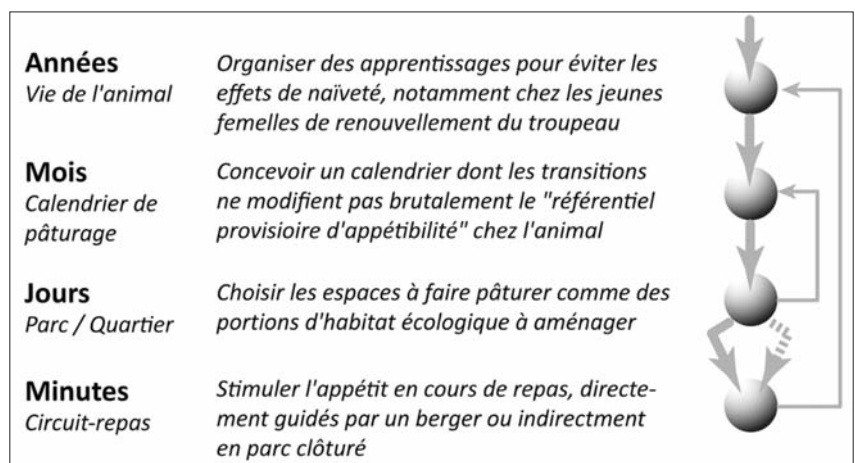 Années
Vie de l'animal
Organiser des apprentissages pour éviter les
effets de naïveté, notamment chez les jeunes
femelles de renouvellement du troupeau
Mois
Calendrier de
pâturage
Concevoir un calendrier dont les transitions
ne modifient pas brutalement le "référentiel
provisioire d'appétibilité" chez l'animal
Jours
Parc / Quartier
Choisir les espaces à faire pâturer comme des
portions d'habitat écologique à aménager
Minutes
Circuit-repas
Stimuler l'appétit en cours de repas, directe-
ment guidés par un berger ou indirectment
en parc clôturé